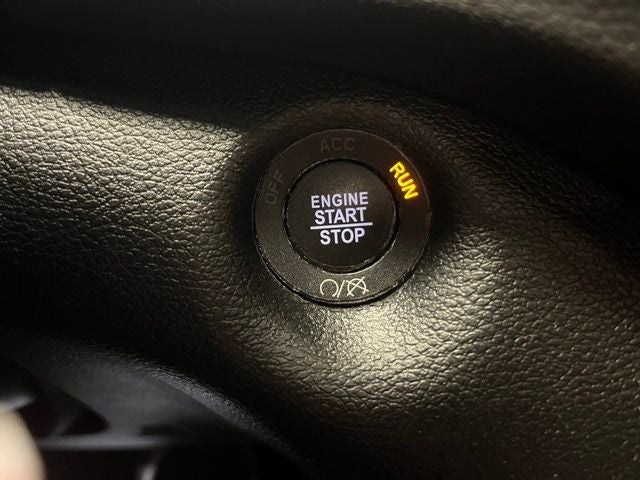 OFF
ACC
RUN
ENGINE
START
STOP